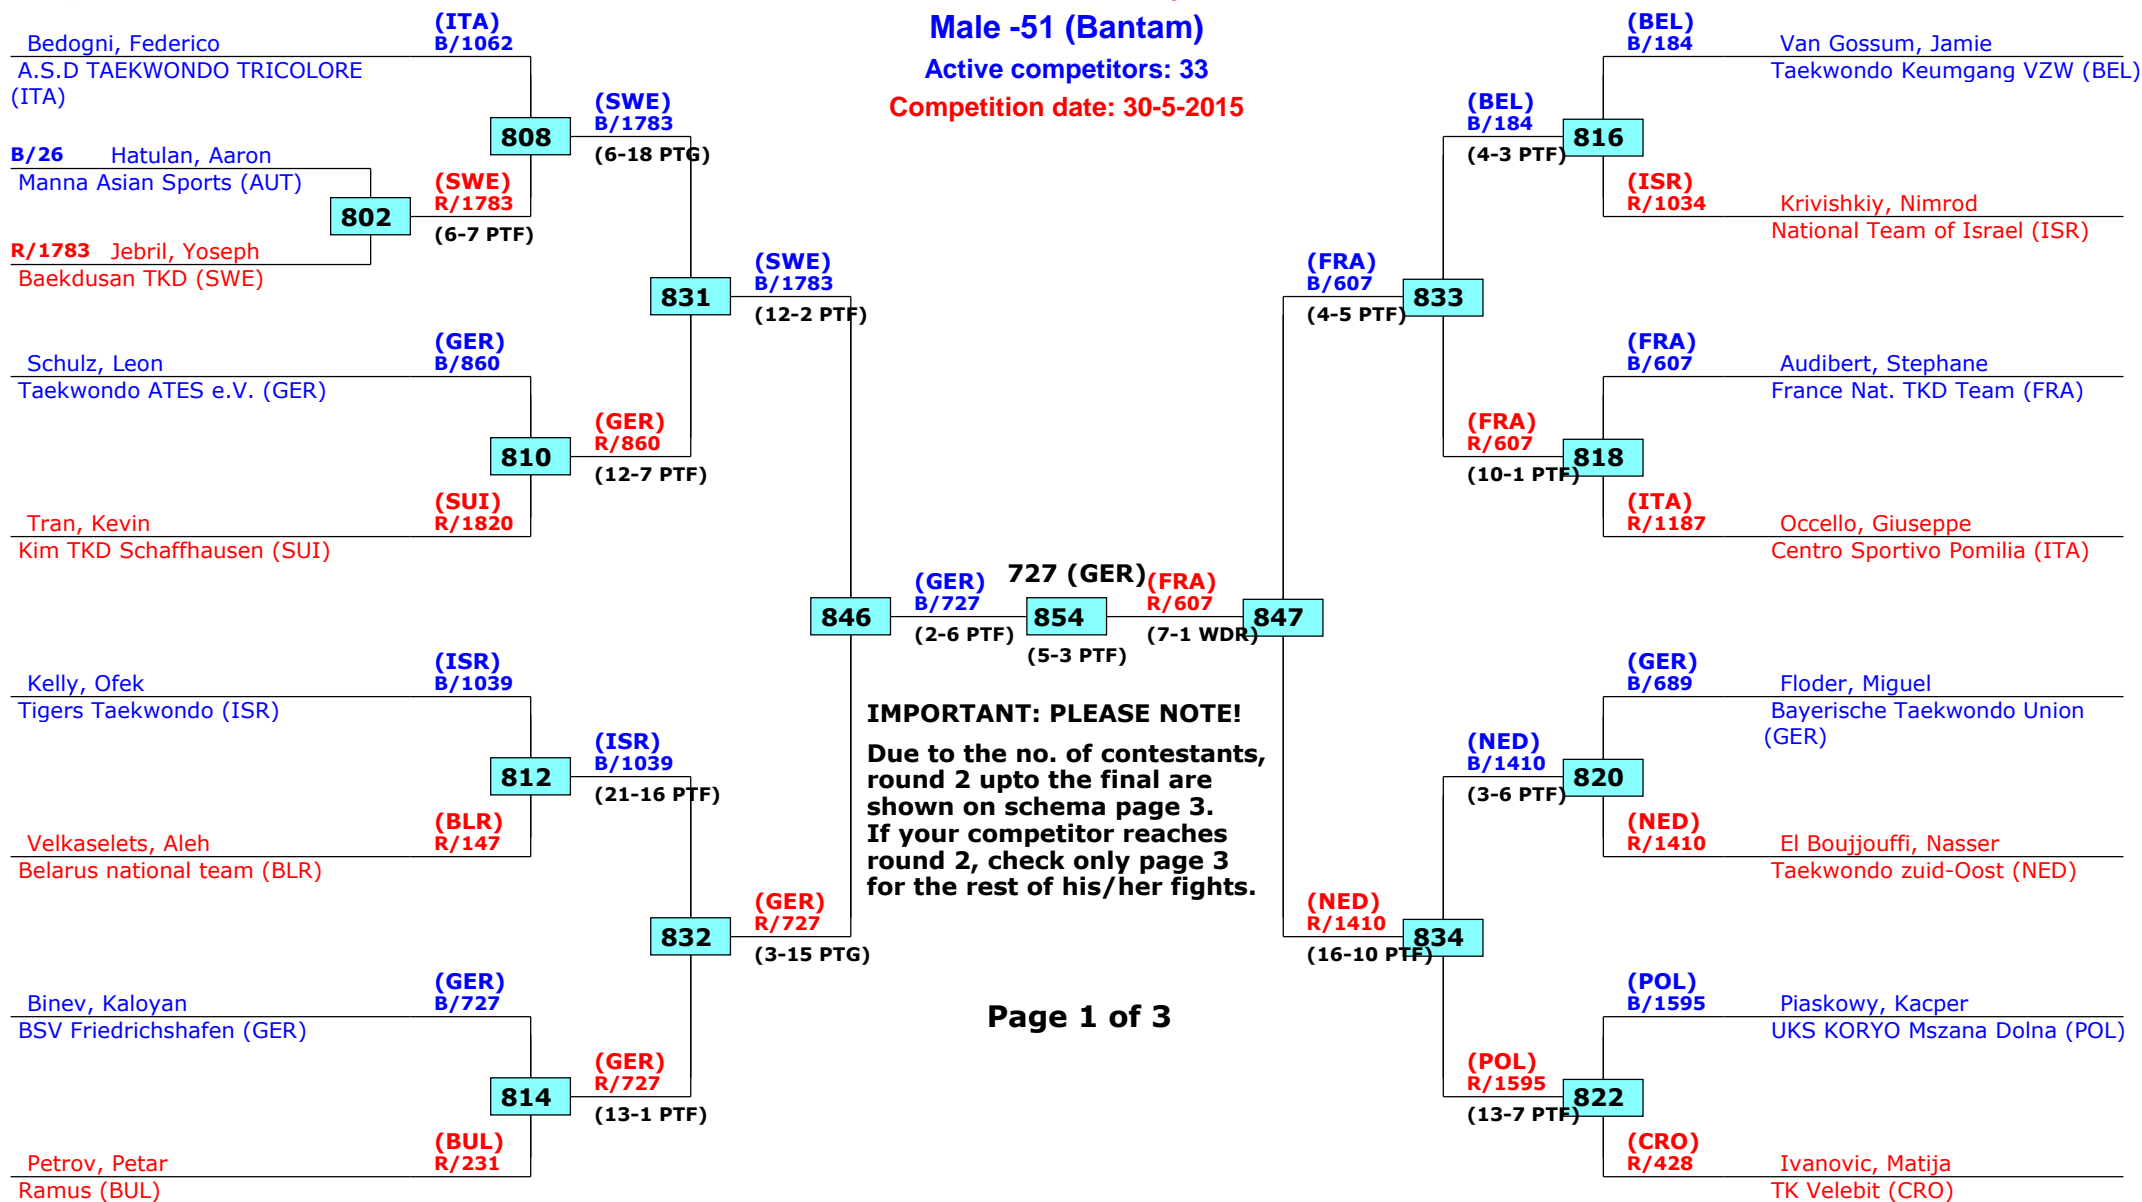 Male -51 (Bantam)
Active competitors: 33
Competition date: 30-5-2015
Bedogni, Federico
A.S.D TAEKWONDO TRICOLORE
(ITA)
(ITA)
B/1062
B/26 Hatulan, Aaron
Manna Asian Sports (AUT)
802
R/1783 Jebril, Yoseph
Baekdusan TKD (SWE)
(SWE)
R/1783
(6-7 PTF)
808
(SWE)
B/1783
(6-18 PTG)
Schulz, Leon
Taekwondo ATES e.V. (GER)
(GER)
B/860
810
(GER)
R/860
(12-7 PTF)
Tran, Kevin
Kim TKD Schaffhausen (SUI)
(SUI)
R/1820
831
(SWE)
B/1783
(12-2 PTF)
Kelly, Ofek
Tigers Taekwondo (ISR)
(ISR)
B/1039
812
(ISR)
B/1039
(21-16 PTF)
Velkaselets, Aleh
Belarus national team (BLR)
(BLR)
R/147
832
(GER)
R/727
(3-15 PTG)
Binev, Kaloyan
BSV Friedrichshafen (GER)
(GER)
B/727
814
(GER)
R/727
(13-1 PTF)
Petrov, Petar
Ramus (BUL)
(BUL)
R/231
846
(GER)
B/727
(2-6 PTF)
727 (GER)
854
(5-3 PTF)
(FRA)
R/607
(7-1 WDR)
847
IMPORTANT: PLEASE NOTE!
Due to the no. of contestants,
round 2 upto the final are
shown on schema page 3.
If your competitor reaches
round 2, check only page 3
for the rest of his/her fights.
Page 1 of 3
(BEL)
B/184
Van Gossum, Jamie
Taekwondo Keumgang VZW (BEL)
(BEL)
B/184
(4-3 PTF)
816
(ISR)
R/1034
Krivishkiy, Nimrod
National Team of Israel (ISR)
(FRA)
B/607
(4-5 PTF)
833
(FRA)
B/607
Audibert, Stephane
France Nat. TKD Team (FRA)
(FRA)
R/607
(10-1 PTF)
818
(ITA)
R/1187
Occello, Giuseppe
Centro Sportivo Pomilia (ITA)
(GER)
B/689
Floder, Miguel
Bayerische Taekwondo Union
(GER)
(NED)
B/1410
(3-6 PTF)
820
(NED)
R/1410
El Boujjouffi, Nasser
Taekwondo zuid-Oost (NED)
(NED)
R/1410
(16-10 PTF)
834
(POL)
B/1595
Piaskowy, Kacper
UKS KORYO Mszana Dolna (POL)
(POL)
R/1595
(13-7 PTF)
822
(CRO)
R/428
Ivanovic, Matija
TK Velebit (CRO)